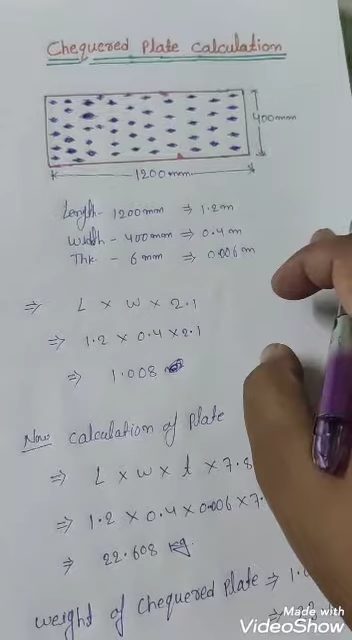 Chequered Plate Calculation
400mm
1200mm
Length - 1200mm ⇒ 1.2m
Width - 400mm ⇒ 0.4m
Thk. - 6mm ⇒ 0.006m
⇒ L × W × 2.1
⇒ 1.2 × 0.4 × 2.1
⇒ 1.008
Now calculation of plate
⇒ L × W × t × 7.8
⇒ 1.2 × 0.4 × 0.006 × 7.
⇒ 22.608 kg.
Weight of Chequered Plate ⇒ 1.
Made with
VideoShow